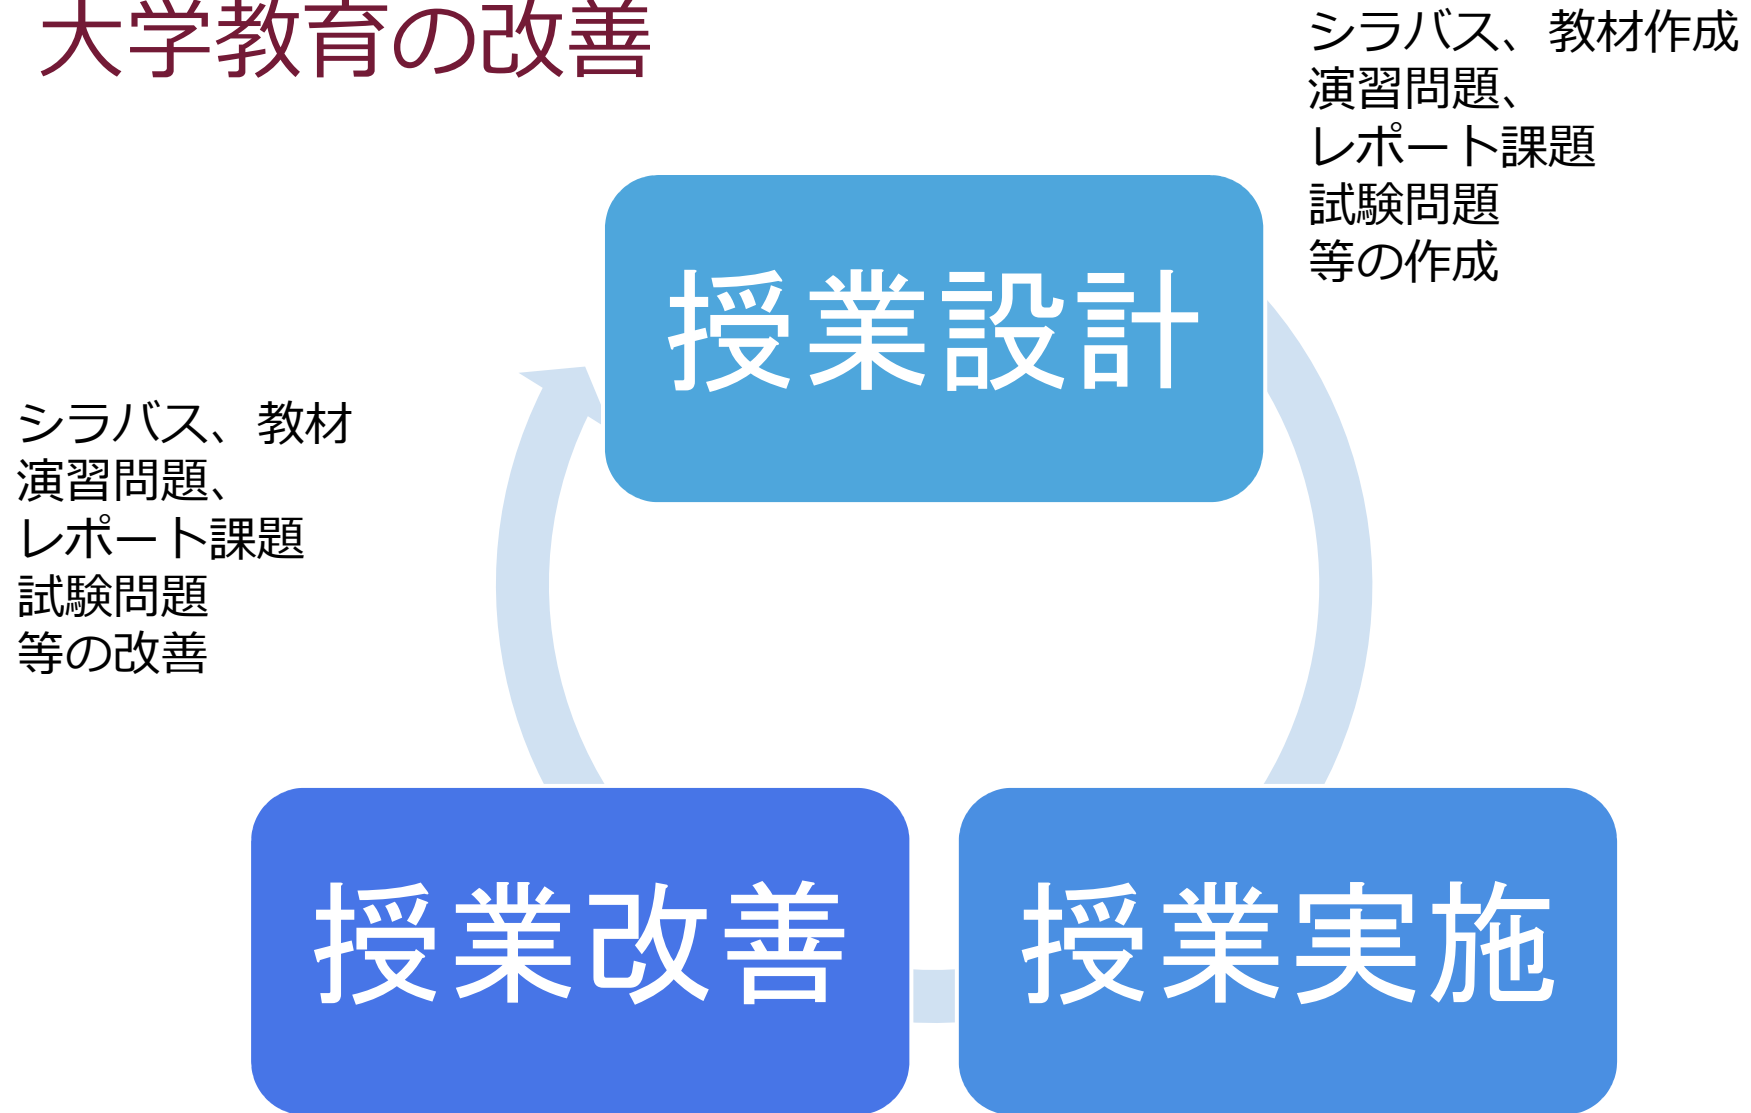 大学教育の改善
シラバス、教材作成
演習問題、
レポート課題
試験問題
等の作成
授業設計
シラバス、教材
演習問題、
レポート課題
試験問題
等の改善
授業改善
授業実施